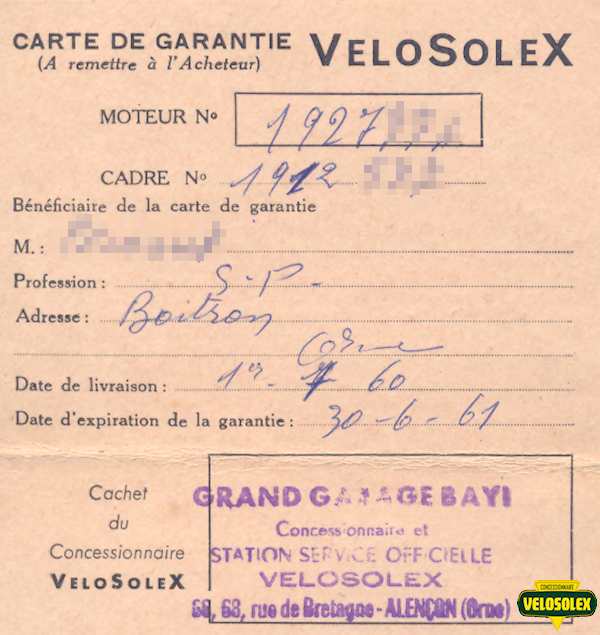 CARTE DE GARANTIE VELOSOLEX
(A remettre à l'Acheteur)
MOTEUR No 1927
CADRE No 1912
Bénéficiaire de la carte de garantie
M. :
Profession : S.P.
Adresse : Boitron
Orne
Date de livraison : 1er 7 60
Date d'expiration de la garantie : 30-6-61
Cachet
du
Concessionnaire
VELOSOLEX
GRAND GARAGE BAYI
Concessionnaire et
STATION SERVICE OFFICIELLE
VELOSOLEX
68, rue de Bretagne - ALENÇON (Orne)
CONCESSIONNAIRE
VELOSOLEX